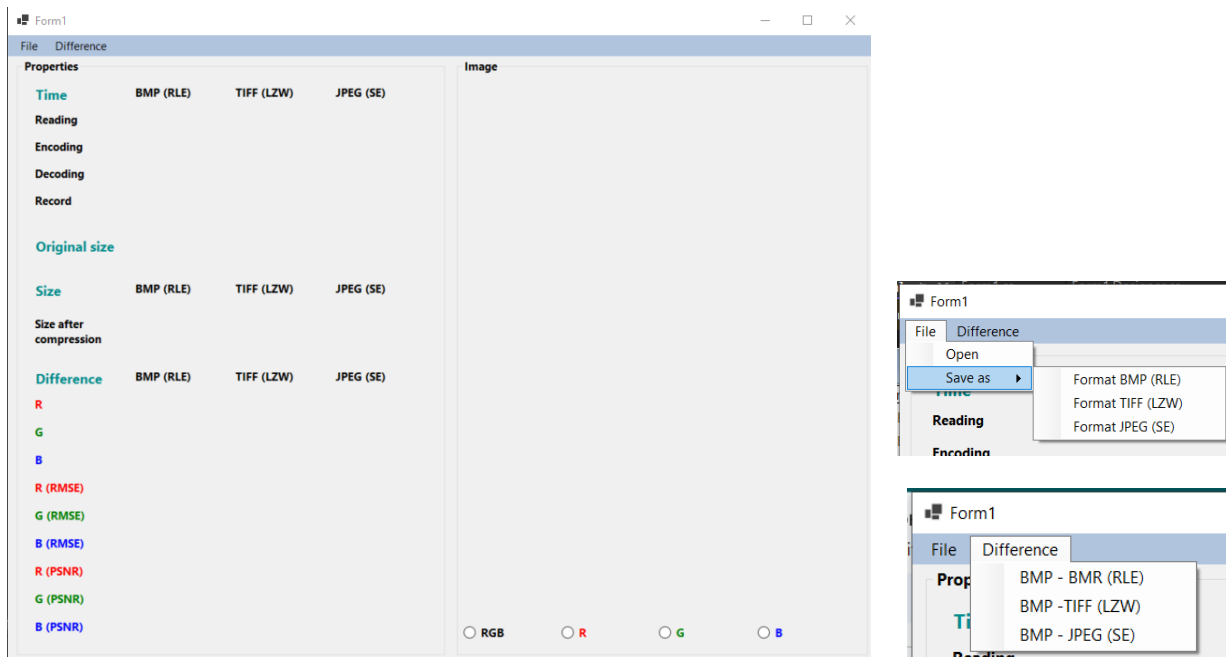 Form1
File Difference
Properties
Time BMP (RLE) TIFF (LZW) JPEG (SE)
Reading
Encoding
Decoding
Record
Original size
Size BMP (RLE) TIFF (LZW) JPEG (SE)
Size after
compression
Difference BMP (RLE) TIFF (LZW) JPEG (SE)
R
G
B
R (RMSE)
G (RMSE)
B (RMSE)
R (PSNR)
G (PSNR)
B (PSNR)
Image
RGB R G B
Form1
File Difference
Open
Save as
Format BMP (RLE)
Format TIFF (LZW)
Format JPEG (SE)
Reading
Encoding
Form1
File Difference
BMP - BMR (RLE)
BMP -TIFF (LZW)
BMP - JPEG (SE)